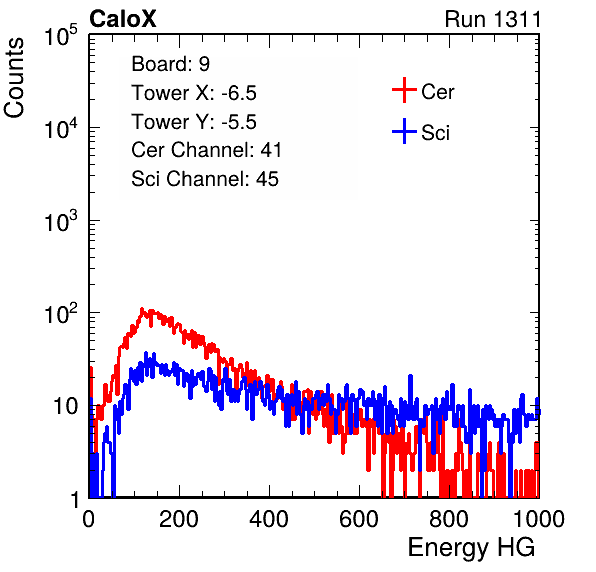 CaloX Run 1311
Counts
Board: 9
Tower X: -6.5
Tower Y: -5.5
Cer Channel: 41
Sci Channel: 45
Cer
Sci
10^5
10^4
10^3
10^2
10
1
0 200 400 600 800 1000
Energy HG